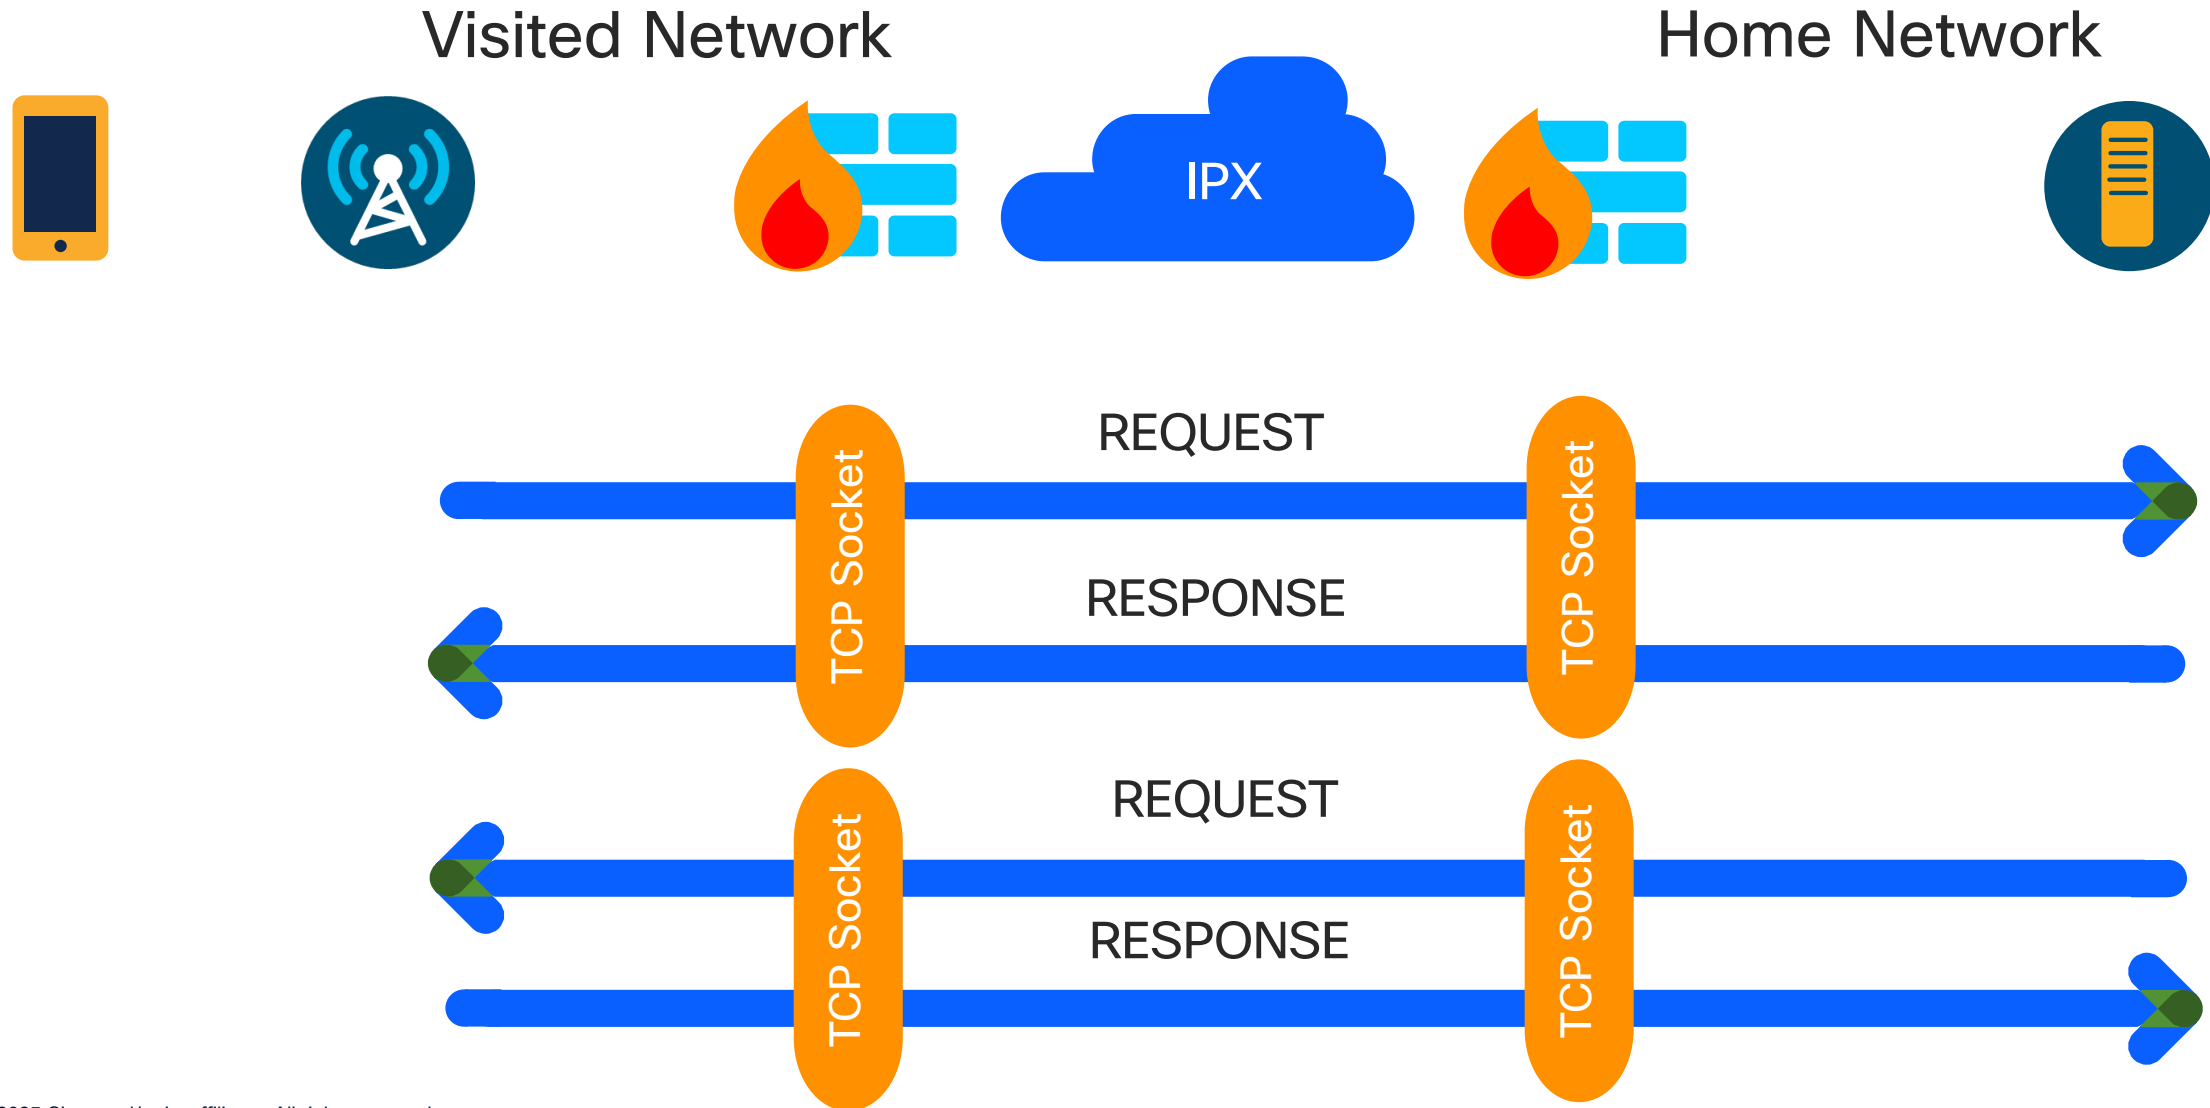 Visited Network
Home Network
IPX
REQUEST
TCP Socket
TCP Socket
RESPONSE
REQUEST
TCP Socket
TCP Socket
RESPONSE